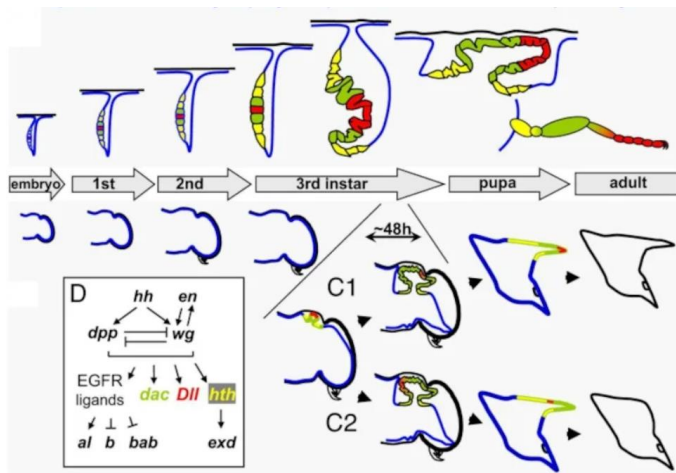 embryo 1st 2nd 3rd instar pupa adult
~48h
C1
D
hh en
dpp wg
EGFR
ligands dac Dll hth
al b bab exd
C2